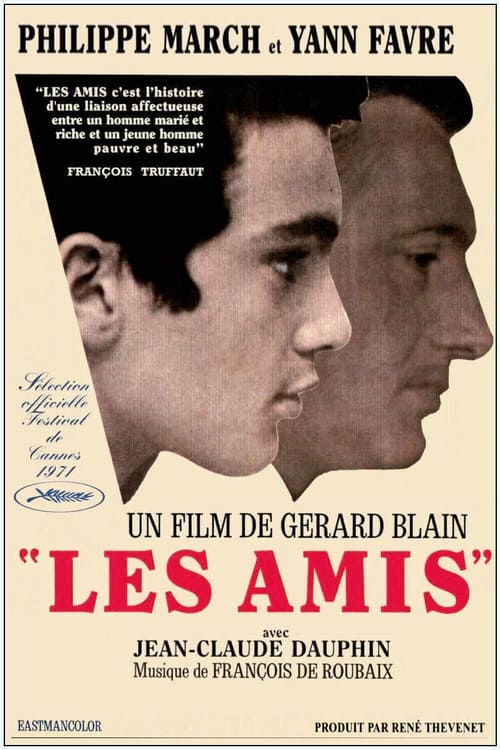 PHILIPPE MARCH et YANN FAVRE
"LES AMIS c'est l'histoire
d'une liaison affectueuse
entre un homme marié et
riche et un jeune homme
pauvre et beau"
FRANÇOIS TRUFFAUT
Sélection
officielle
Festival
de
Cannes
1971
UN FILM DE GERARD BLAIN
"LES AMIS"
avec
JEAN-CLAUDE DAUPHIN
Musique de FRANÇOIS DE ROUBAIX
EASTMANCOLOR
PRODUIT PAR RENÉ THEVENET